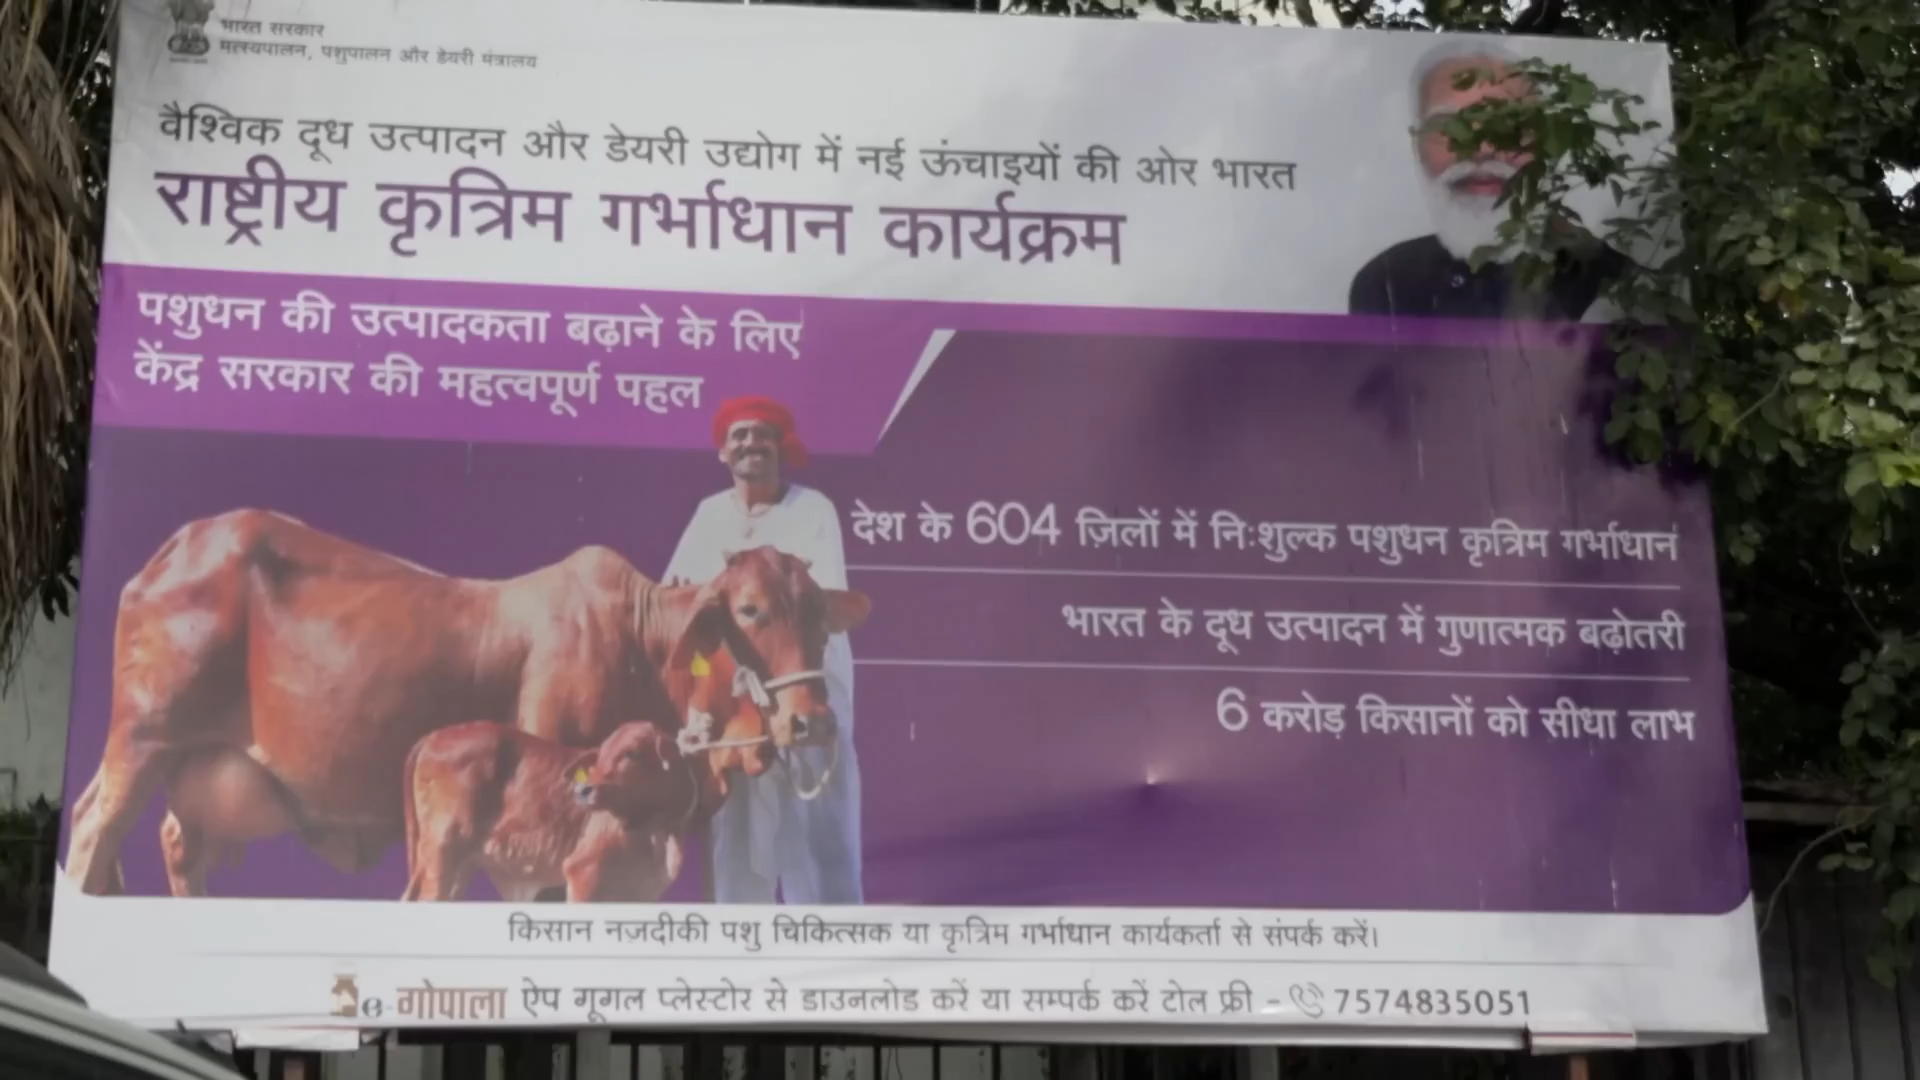 भारत सरकार
मत्स्यपालन, पशुपालन और डेयरी मंत्रालय
वैश्विक दूध उत्पादन और डेयरी उद्योग में नई ऊंचाइयों की ओर भारत
राष्ट्रीय कृत्रिम गर्भाधान कार्यक्रम
पशुधन की उत्पादकता बढ़ाने के लिए
केंद्र सरकार की महत्वपूर्ण पहल
देश के 604 ज़िलों में निःशुल्क पशुधन कृत्रिम गर्भाधान
भारत के दूध उत्पादन में गुणात्मक बढ़ोतरी
6 करोड़ किसानों को सीधा लाभ
किसान नज़दीकी पशु चिकित्सक या कृत्रिम गर्भाधान कार्यकर्ता से संपर्क करें।
e-गोपाला ऐप गूगल प्लेस्टोर से डाउनलोड करें या सम्पर्क करें टोल फ्री - 7574835051